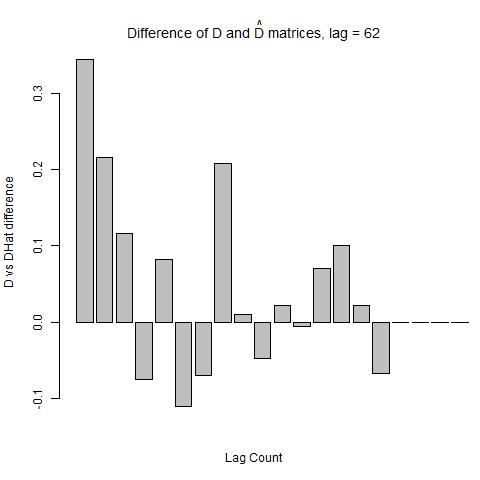 Difference of D and D̂ matrices, lag = 62
D vs DHat difference
0.3
0.2
0.1
0.0
-0.1
Lag Count